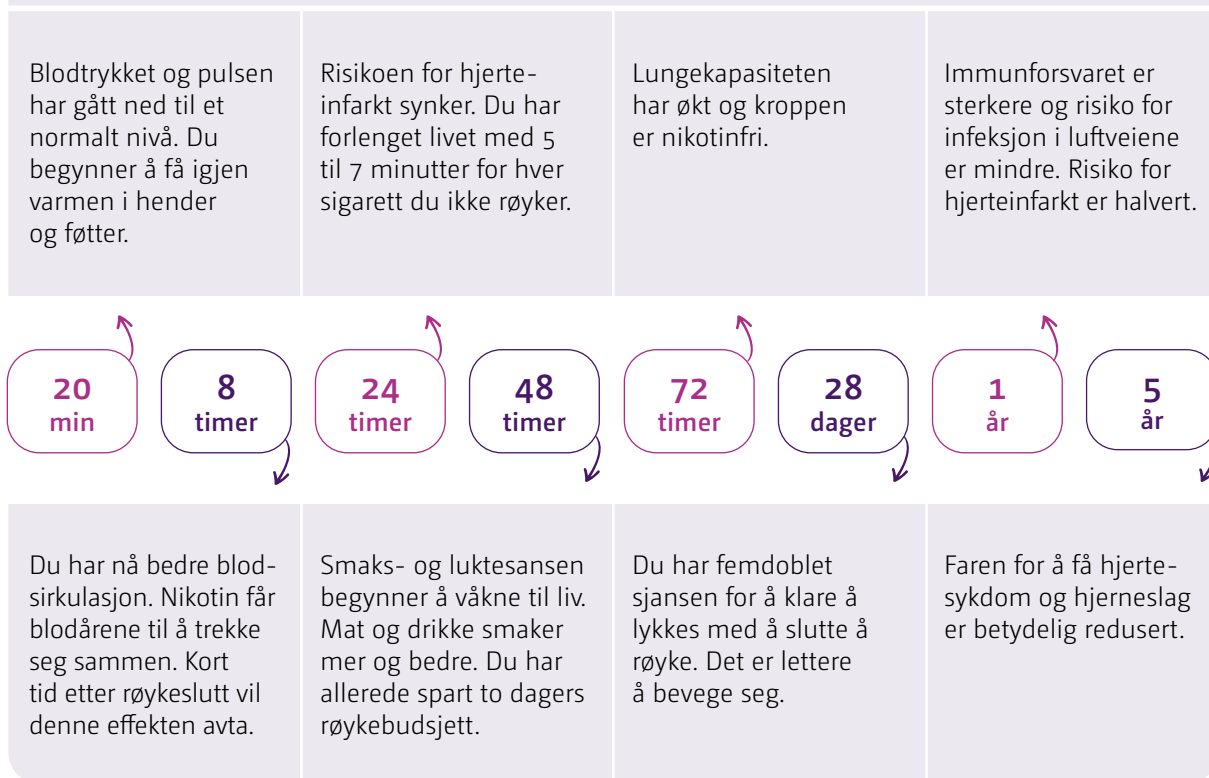 Blodtrykket og pulsen
har gått ned til et
normalt nivå. Du
begynner å få igjen
varmen i hender
og føtter.
Risikoen for hjerte-
infarkt synker. Du har
forlenget livet med 5
til 7 minutter for hver
sigarett du ikke røyker.
Lungekapasiteten
har økt og kroppen
er nikotinfri.
Immunforsvaret er
sterkere og risiko for
infeksjon i luftveiene
er mindre. Risiko for
hjerteinfarkt er halvert.
20
min
8
timer
24
timer
48
timer
72
timer
28
dager
1
år
5
år
Du har nå bedre blod-
sirkulasjon. Nikotin får
blodårene til å trekke
seg sammen. Kort
tid etter røykeslutt vil
denne effekten avta.
Smaks- og luktesansen
begynner å våkne til liv.
Mat og drikke smaker
mer og bedre. Du har
allerede spart to dagers
røykebudsjett.
Du har femdoblet
sjansen for å klare å
lykkes med å slutte å
røyke. Det er lettere
å bevege seg.
Faren for å få hjerte-
sykdom og hjerneslag
er betydelig redusert.